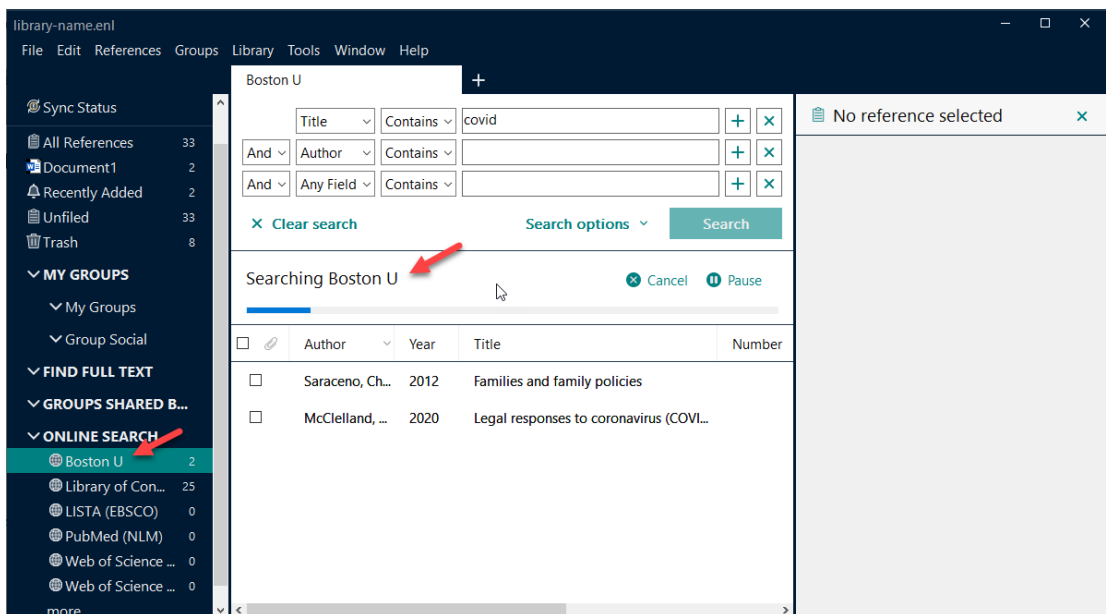 library-name.enl
File Edit References Groups Library Tools Window Help
Boston U
Sync Status
All References 33
Document1 2
Recently Added 2
Unfiled 33
Trash 8
MY GROUPS
My Groups
Group Social
FIND FULL TEXT
GROUPS SHARED B...
ONLINE SEARCH
Boston U 2
Library of Con... 25
LISTA (EBSCO) 0
PubMed (NLM) 0
Web of Science ... 0
Web of Science ... 0
more
Title Contains covid
And Author Contains
And Any Field Contains
Clear search Search options Search
Searching Boston U Cancel Pause
Author Year Title Number
Saraceno, Ch... 2012 Families and family policies
McClelland, ... 2020 Legal responses to coronavirus (COVI...
No reference selected